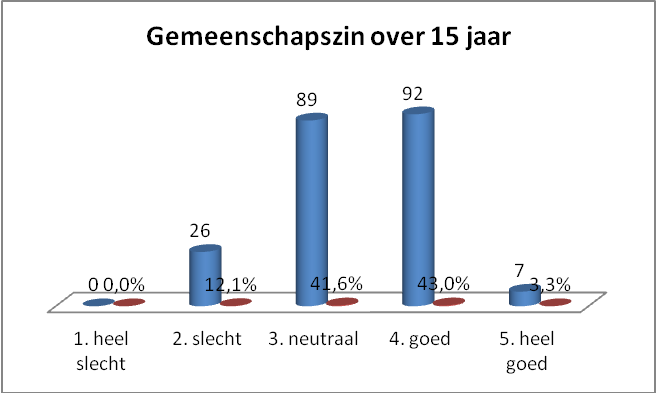 Gemeenschapszin over 15 jaar
0 0,0%
26 12,1%
89 41,6%
92 43,0%
7 3,3%
1. heel slecht
2. slecht
3. neutraal
4. goed
5. heel goed